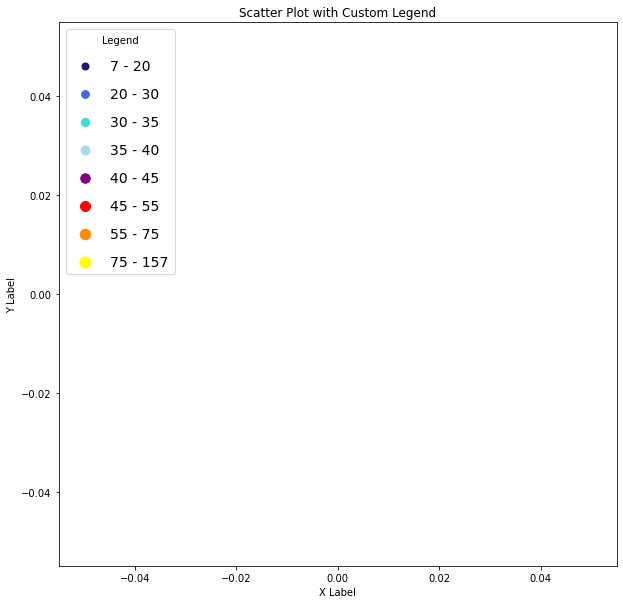 Scatter Plot with Custom Legend
Legend
7 - 20
20 - 30
30 - 35
35 - 40
40 - 45
45 - 55
55 - 75
75 - 157
0.04
0.02
0.00
−0.02
−0.04
Y Label
−0.04
−0.02
0.00
0.02
0.04
X Label